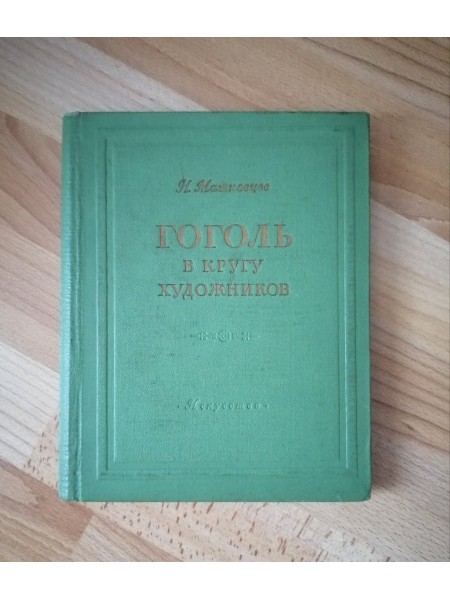 Н. Машковцев
ГОГОЛЬ
В КРУГУ
ХУДОЖНИКОВ
· Искусство ·